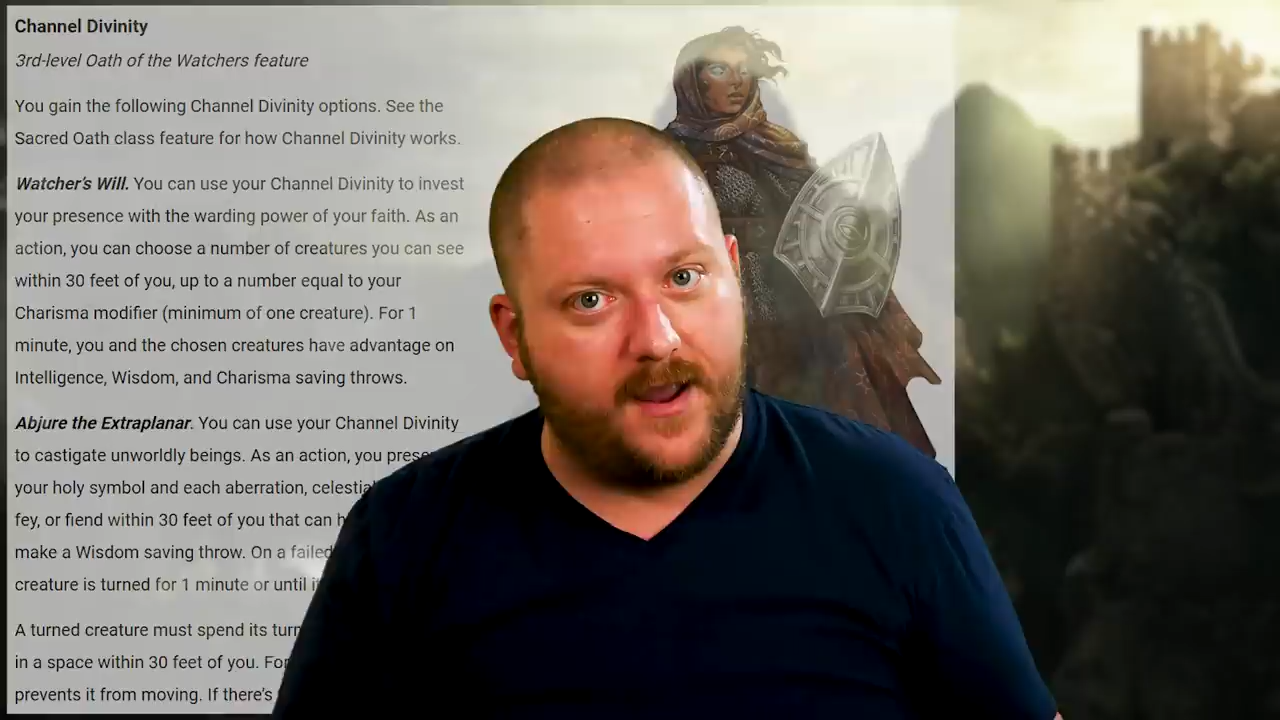 Channel Divinity
3rd-level Oath of the Watchers feature
You gain the following Channel Divinity options. See the
Sacred Oath class feature for how Channel Divinity works.
Watcher's Will. You can use your Channel Divinity to invest
your presence with the warding power of your faith. As an
action, you can choose a number of creatures you can see
within 30 feet of you, up to a number equal to your
Charisma modifier (minimum of one creature). For 1
minute, you and the chosen creatures have advantage on
Intelligence, Wisdom, and Charisma saving throws.
Abjure the Extraplanar. You can use your Channel Divinity
to castigate unworldly beings. As an action, you prese
your holy symbol and each aberration, celestial
fey, or fiend within 30 feet of you that can h
make a Wisdom saving throw. On a failed
creature is turned for 1 minute or until i
A turned creature must spend its turn
in a space within 30 feet of you. For
prevents it from moving. If there's